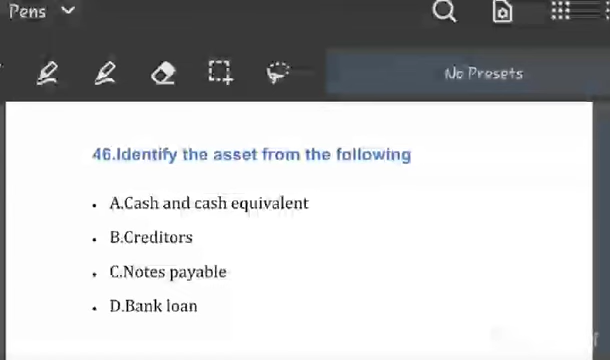 Pens
No Presets
46.Identify the asset from the following
• A.Cash and cash equivalent
• B.Creditors
• C.Notes payable
• D.Bank loan